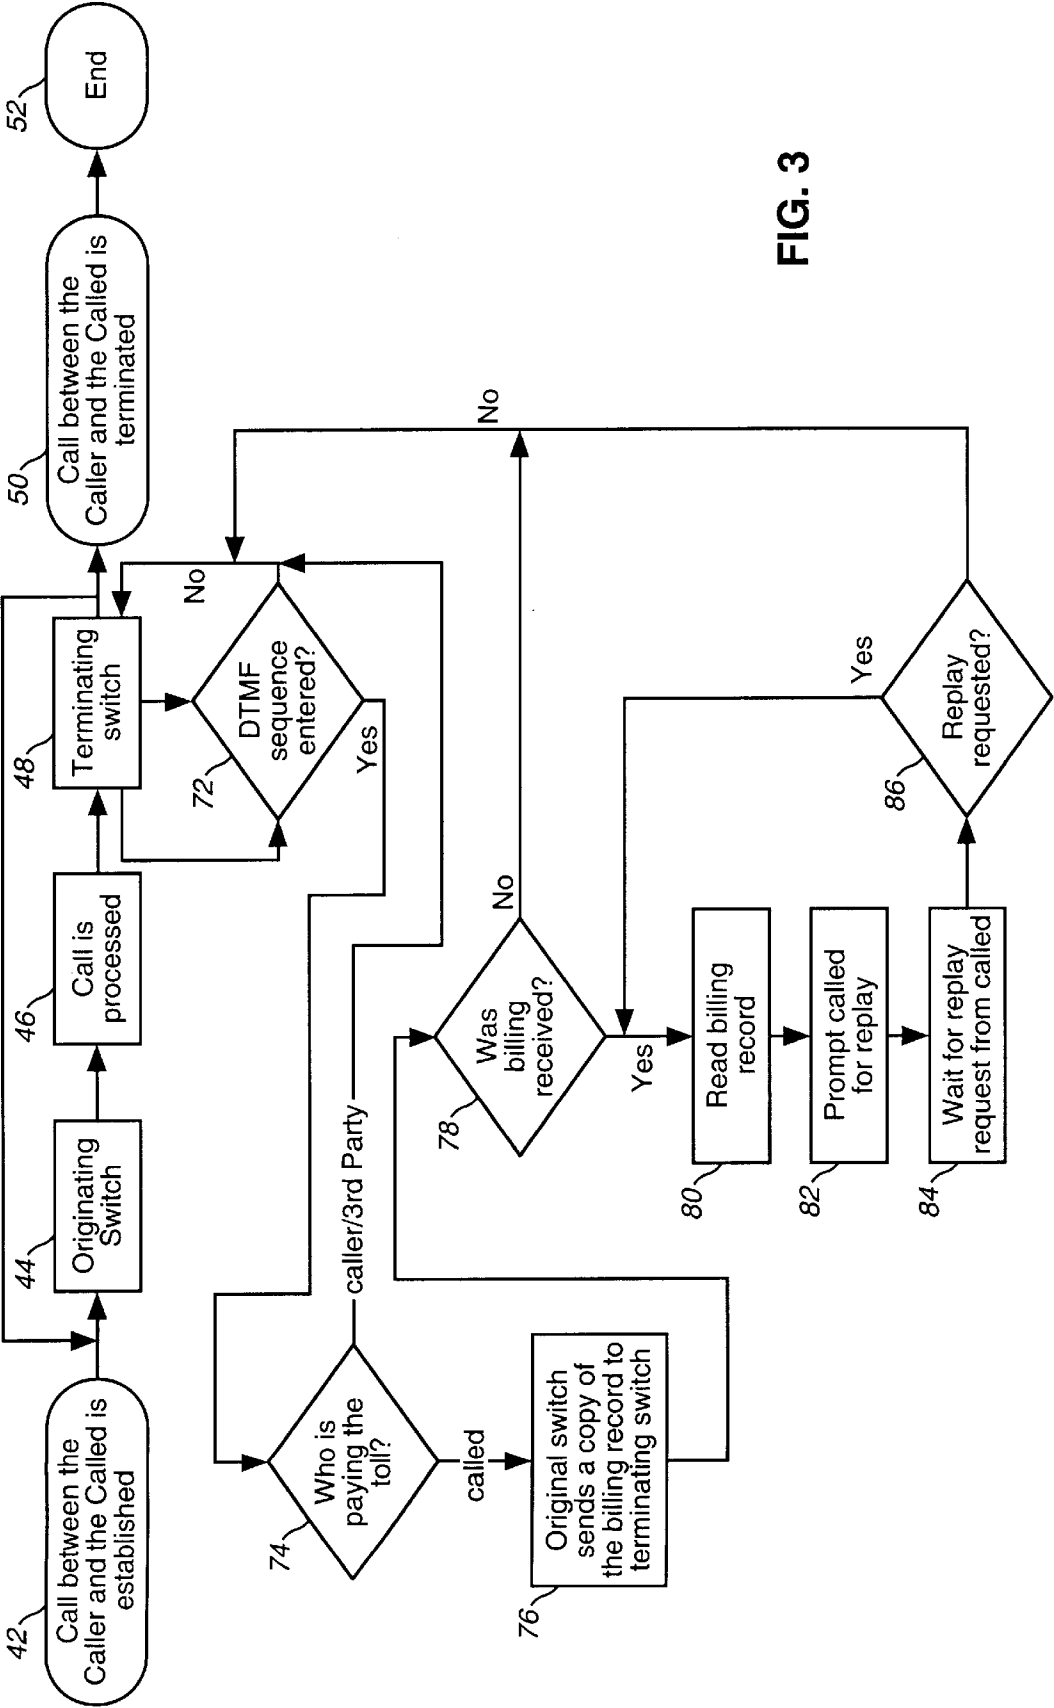 42
Call between the
Caller and the Called is
established
44
Originating
Switch
46
Call is
processed
48
Terminating
switch
50
Call between the
Caller and the Called is
terminated
52
End
72
DTMF
sequence
entered?
No
Yes
74
Who is
paying the
toll?
caller/3rd Party
called
76
Original switch
sends a copy of
the billing record to
terminating switch
78
Was
billing
received?
No
No
Yes
80
Read billing
record
82
Prompt called
for replay
84
Wait for replay
request from called
86
Replay
requested?
Yes
FIG. 3